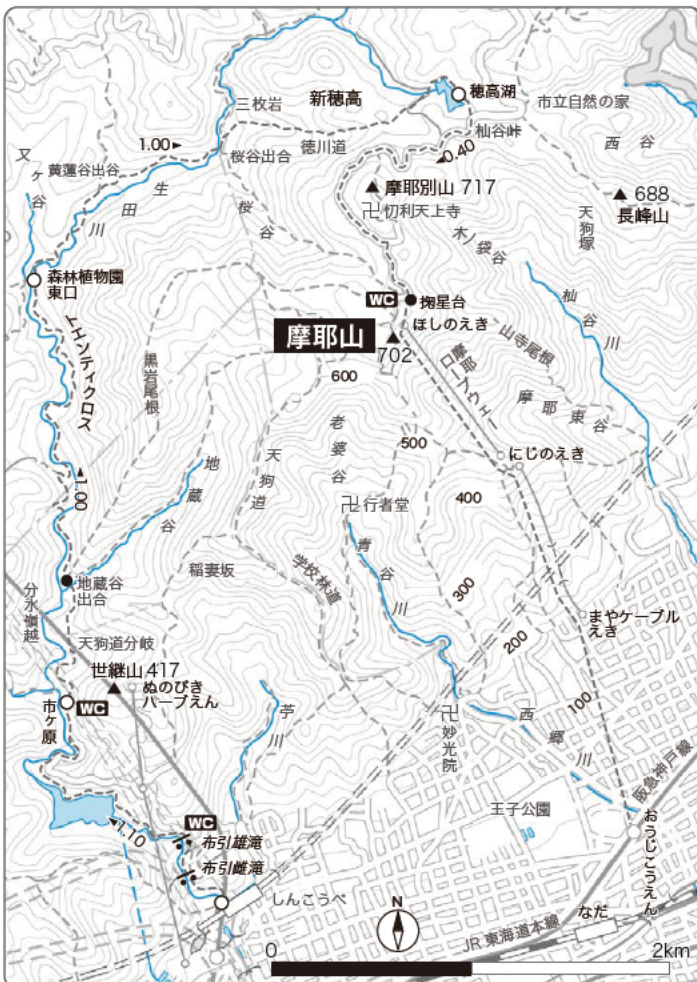 三枚岩
新穂高
穂高湖
市立自然の家
杣谷峠
西谷
又ヶ谷
1.00
黄蓮谷出合
桜谷出合
徳川道
0.40
生田川
桜谷
摩耶別山 717
忉利天上寺
688
長峰山
天狗塚
木ノ袋谷
杣谷川
森林植物園
東口
WC
掬星台
ほしのえき
摩耶山
702
山寺尾根
摩耶ロープウェー
摩耶東谷
トエンティクロス
黒岩尾根
600
老婆谷
天狗道
500
にじのえき
400
1.00
地蔵谷
行者堂
青谷川
学校林道
稲妻坂
地蔵谷
出合
分水嶺越
300
200
まやケーブル
えき
天狗道分岐
世継山 417
ぬのびき
ハーブえん
市ヶ原
WC
苧川
妙光院
西郷川
100
阪急神戸線
王子公園
おうじこうえん
1.10
WC
布引雄滝
布引雌滝
しんこうべ
N
なだ
JR 東海道本線
0
2km